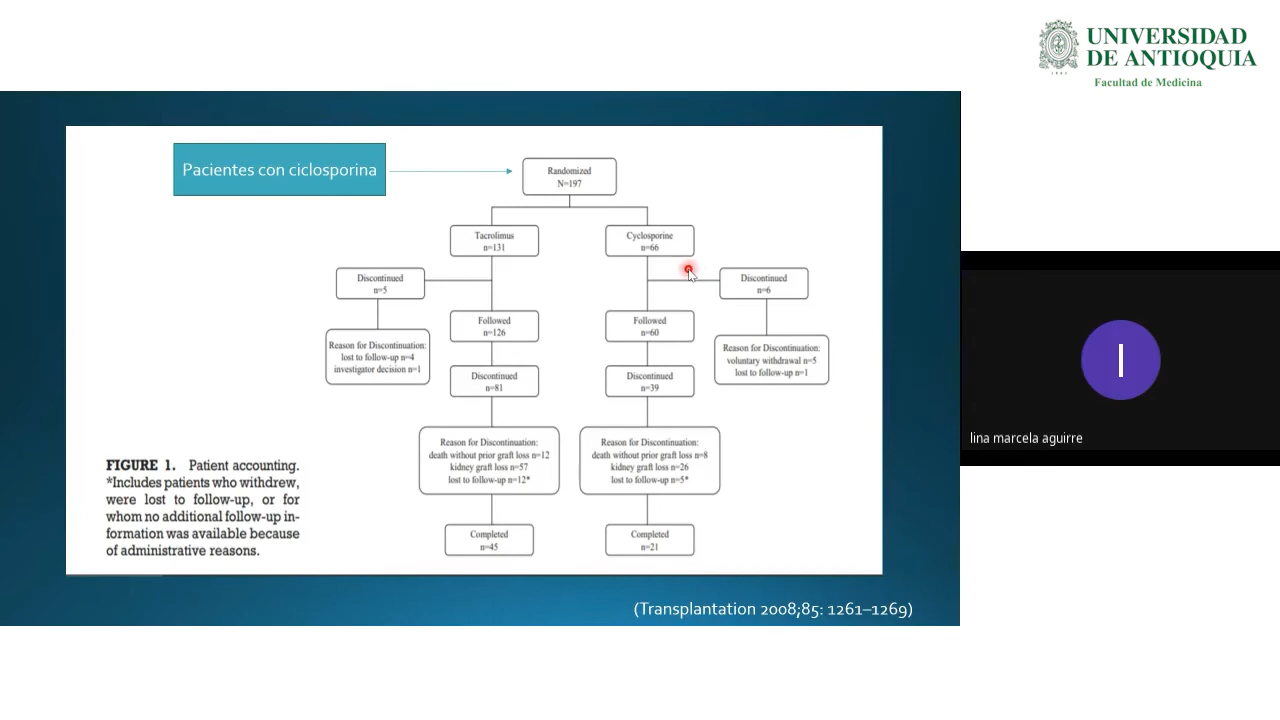 UNIVERSIDAD
DE ANTIOQUIA
1803
Facultad de Medicina
Pacientes con ciclosporina
Randomized
N=197
Tacrolimus
n=131
Cyclosporine
n=66
Discontinued
n=5
Discontinued
n=6
Followed
n=126
Followed
n=60
Reason for Discontinuation:
lost to follow-up n=4
investigator decision n=1
Reason for Discontinuation:
voluntary withdrawal n=5
lost to follow-up n=1
Discontinued
n=81
Discontinued
n=39
Reason for Discontinuation:
death without prior graft loss n=12
kidney graft loss n=57
lost to follow-up n=12*
Reason for Discontinuation:
death without prior graft loss n=8
kidney graft loss n=26
lost to follow-up n=5*
Completed
n=45
Completed
n=21
FIGURE 1. Patient accounting.
*Includes patients who withdrew,
were lost to follow-up, or for
whom no additional follow-up in-
formation was available because
of administrative reasons.
(Transplantation 2008;85: 1261–1269)
l
lina marcela aguirre